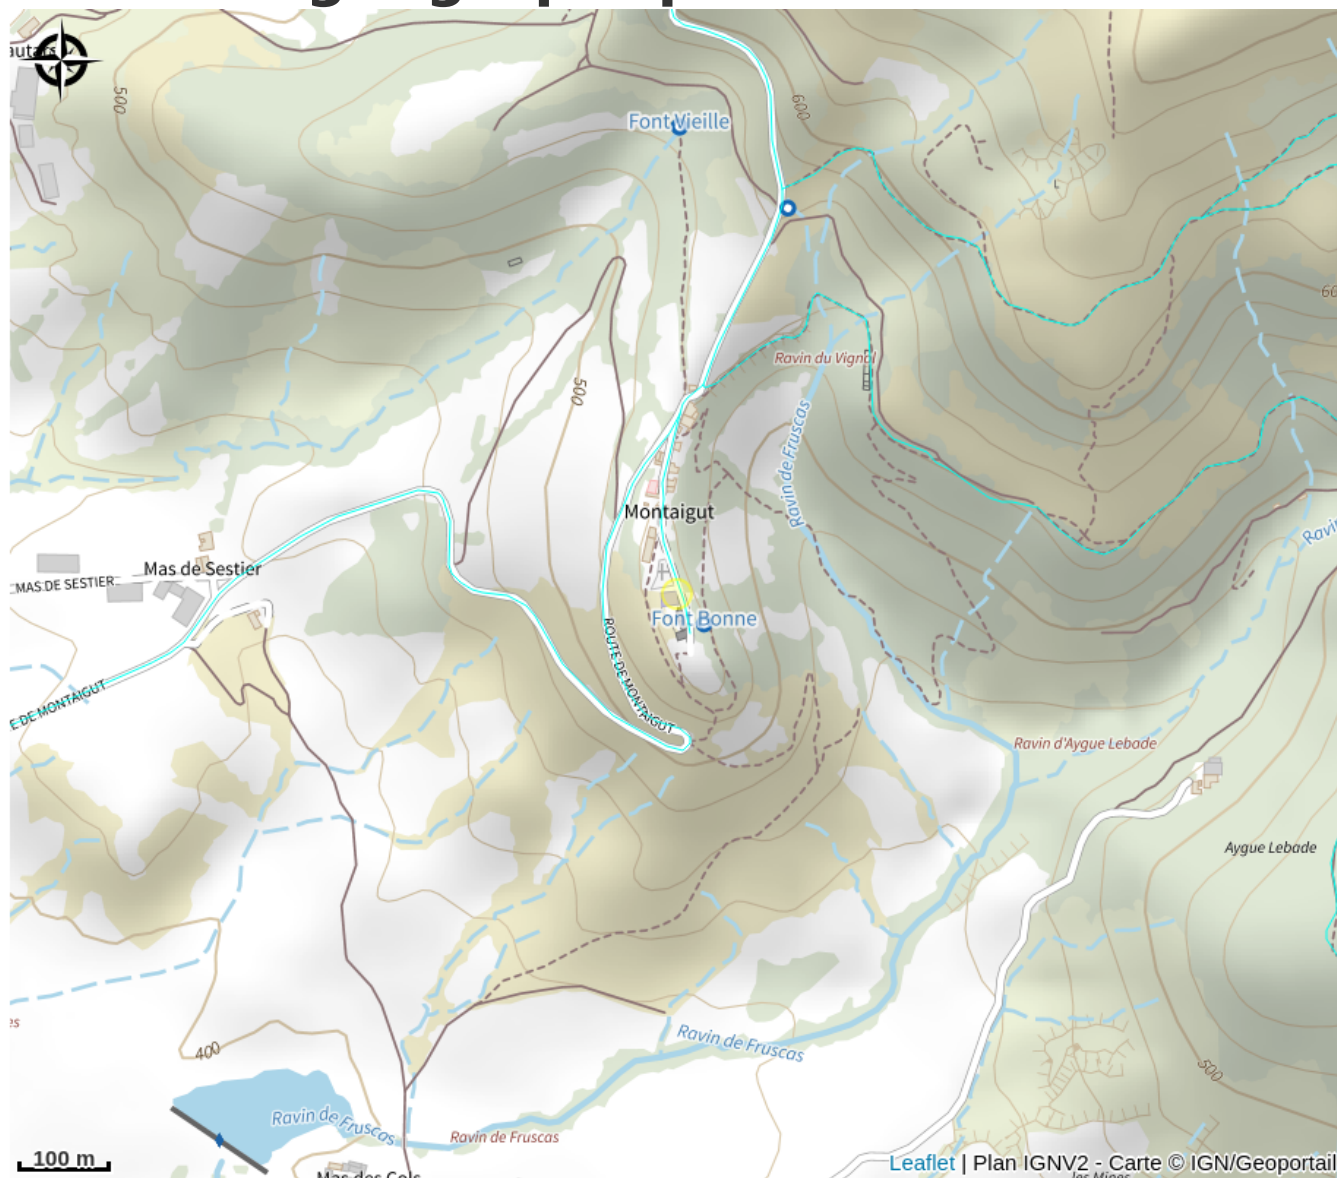 500
600
Font Vieille
Ravin du Vignal
500
Ravin de Fruscas
Montaigut
Mas de Sestier
MAS DE SESTIER
Font Bonne
ROUTE DE MONTAIGUT
E DE MONTAIGUT
Ravin d'Aygue Lebade
Aygue Lebade
400
Ravin de Fruscas
500
Ravin de Fruscas
Ravin de Fruscas
100 m
Leaflet | Plan IGNV2 - Carte © IGN/Geoportail